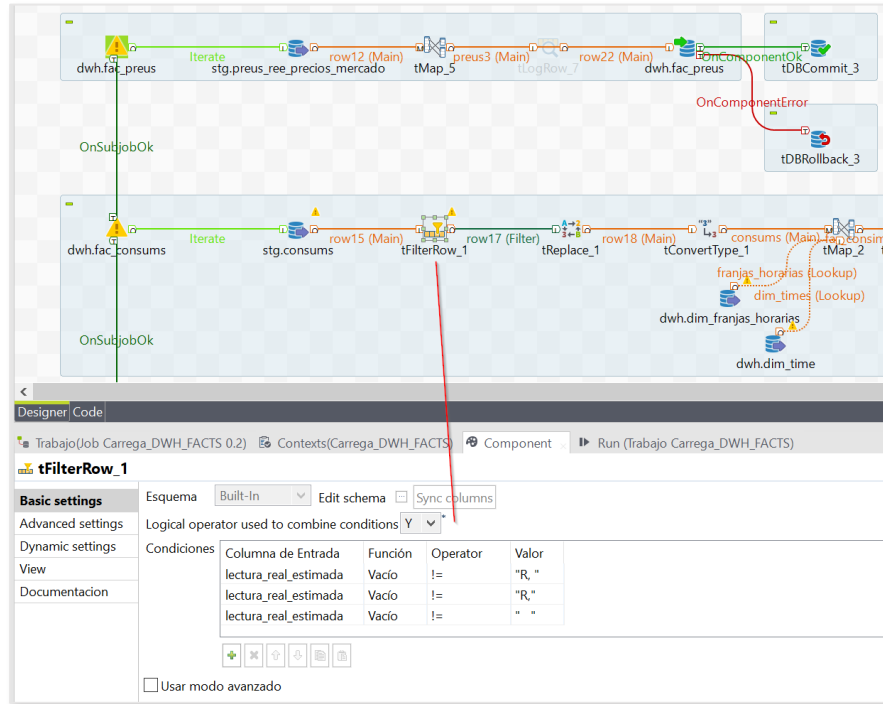 Iterate
row12 (Main)
preus3 (Main)
row22 (Main)
OnComponentOk
dwh.fac_preus
stg.preus_ree_precios_mercado
tMap_5
tLogRow_7
dwh.fac_preus
tDBCommit_3
OnComponentError
OnSubjobOk
tDBRollback_3
Iterate
row15 (Main)
row17 (Filter)
row18 (Main)
consums (Main)
dwh.fac_consums
stg.consums
tFilterRow_1
tReplace_1
tConvertType_1
tMap_2
franjas_horarias (Lookup)
dim_times (Lookup)
dwh.dim_franjas_horarias
OnSubjobOk
dwh.dim_time
Designer Code
Trabajo(Job Carrega_DWH_FACTS 0.2) Contexts(Carrega_DWH_FACTS) Component Run (Trabajo Carrega_DWH_FACTS)
tFilterRow_1
Basic settings
Advanced settings
Dynamic settings
View
Documentacion
Esquema Built-In Edit schema Sync columns
Logical operator used to combine conditions Y *
Condiciones
Columna de Entrada Función Operator Valor
lectura_real_estimada Vacío != "R, "
lectura_real_estimada Vacío != "R,"
lectura_real_estimada Vacío != "  "
Usar modo avanzado